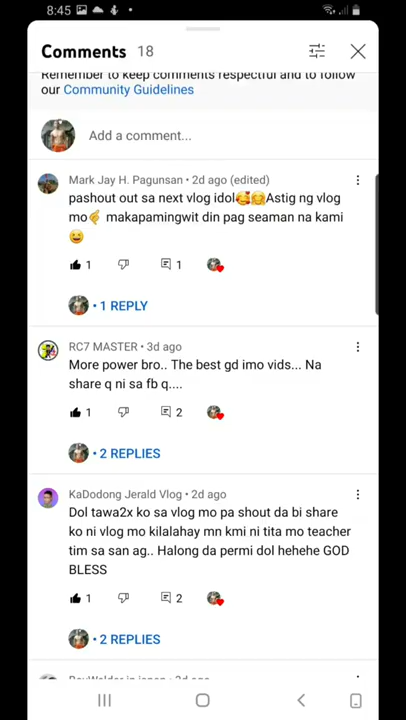 8:45
Comments 18
Remember to keep comments respectful and to follow
our Community Guidelines
Add a comment...
Mark Jay H. Pagunsan • 2d ago (edited)
pashout out sa next vlog idol🥰🤗Astig ng vlog
mo🤙 makapamingwit din pag seaman na kami
😆
1 1
• 1 REPLY
RC7 MASTER • 3d ago
More power bro.. The best gd imo vids... Na
share q ni sa fb q....
1 2
• 2 REPLIES
KaDodong Jerald Vlog • 2d ago
Dol tawa2x ko sa vlog mo pa shout da bi share
ko ni vlog mo kilalahay mn kmi ni tita mo teacher
tim sa san ag.. Halong da permi dol hehehe GOD
BLESS
1 2
• 2 REPLIES